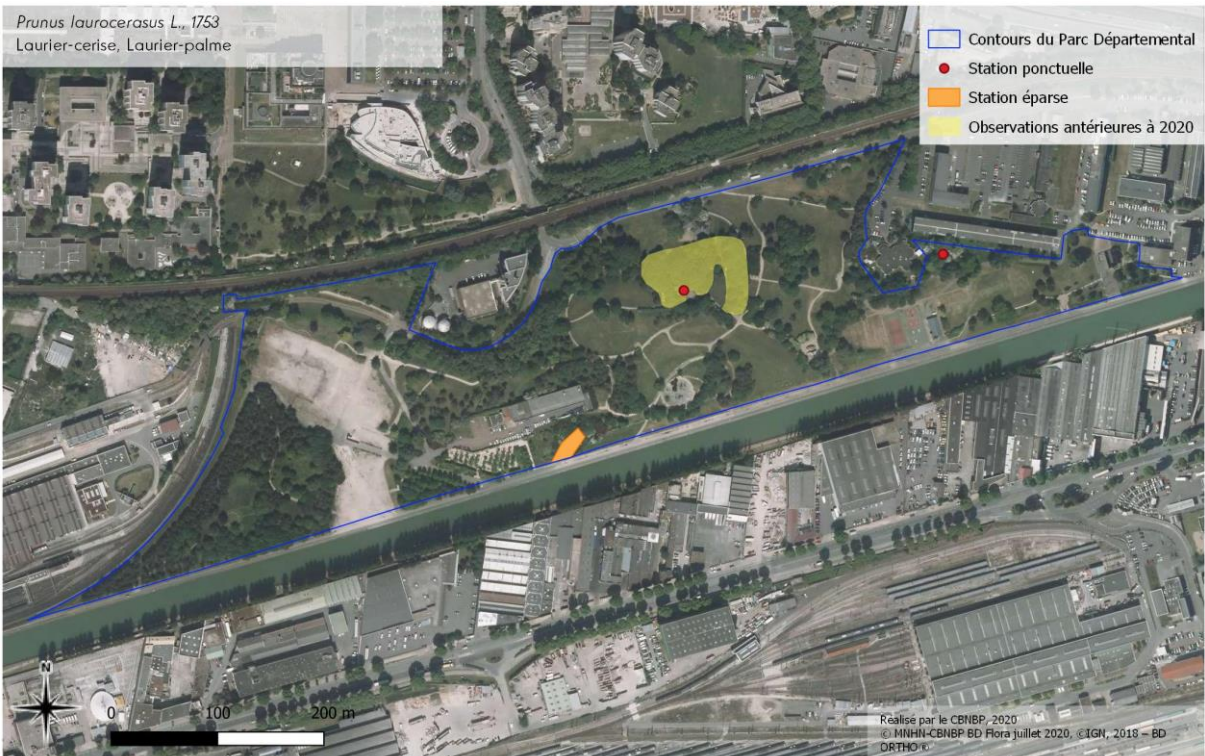 Prunus laurocerasus L., 1753
Laurier-cerise, Laurier-palme
Contours du Parc Départemental
Station ponctuelle
Station éparse
Observations antérieures à 2020
N
0 100 200 m
Réalisé par le CBNBP, 2020
© MNHN-CBNBP BD Flora juillet 2020, ©IGN, 2018 – BD
ORTHO ®